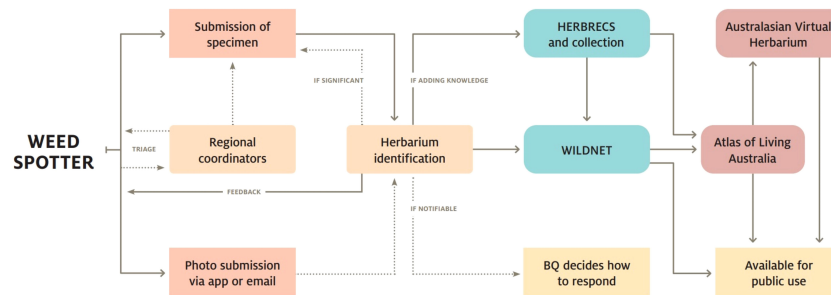 WEED
SPOTTER
Submission of
specimen
HERBRECS
and collection
Australasian Virtual
Herbarium
IF SIGNIFICANT
IF ADDING KNOWLEDGE
TRIAGE
Regional
coordinators
Herbarium
identification
WILDNET
Atlas of Living
Australia
FEEDBACK
IF NOTIFIABLE
Photo submission
via app or email
BQ decides how
to respond
Available for
public use